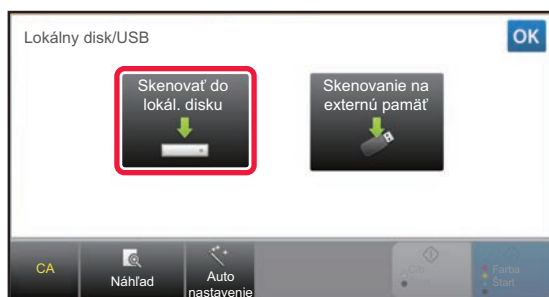 Lokálny disk/USB
OK
Skenovať do
lokál. disku
Skenovanie na
externú pamäť
CA
Náhľad
Auto
nastavenie
Farba
Štart